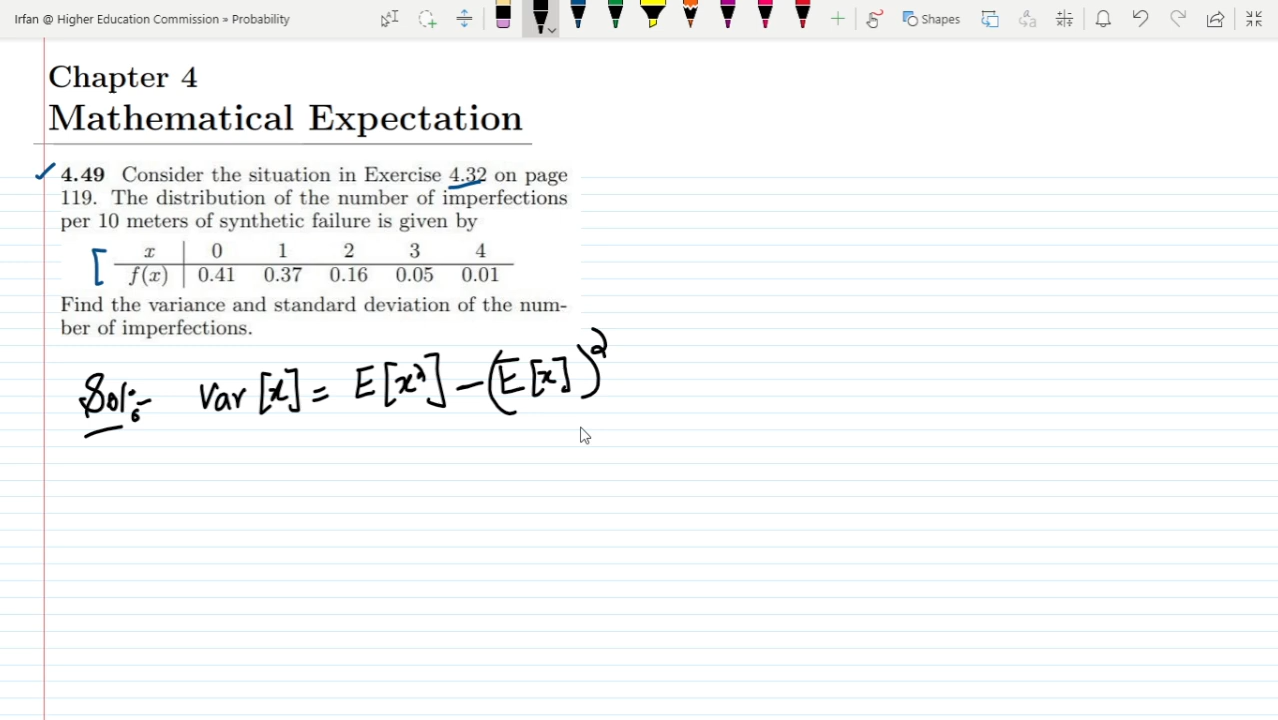 Irfan @ Higher Education Commission » Probability
Shapes
Chapter 4
Mathematical Expectation
4.49 Consider the situation in Exercise 4.32 on page
119. The distribution of the number of imperfections
per 10 meters of synthetic failure is given by
x 0 1 2 3 4
f(x) 0.41 0.37 0.16 0.05 0.01
Find the variance and standard deviation of the num-
ber of imperfections.
Sol:- Var [x] = E[x²] - (E[x])²